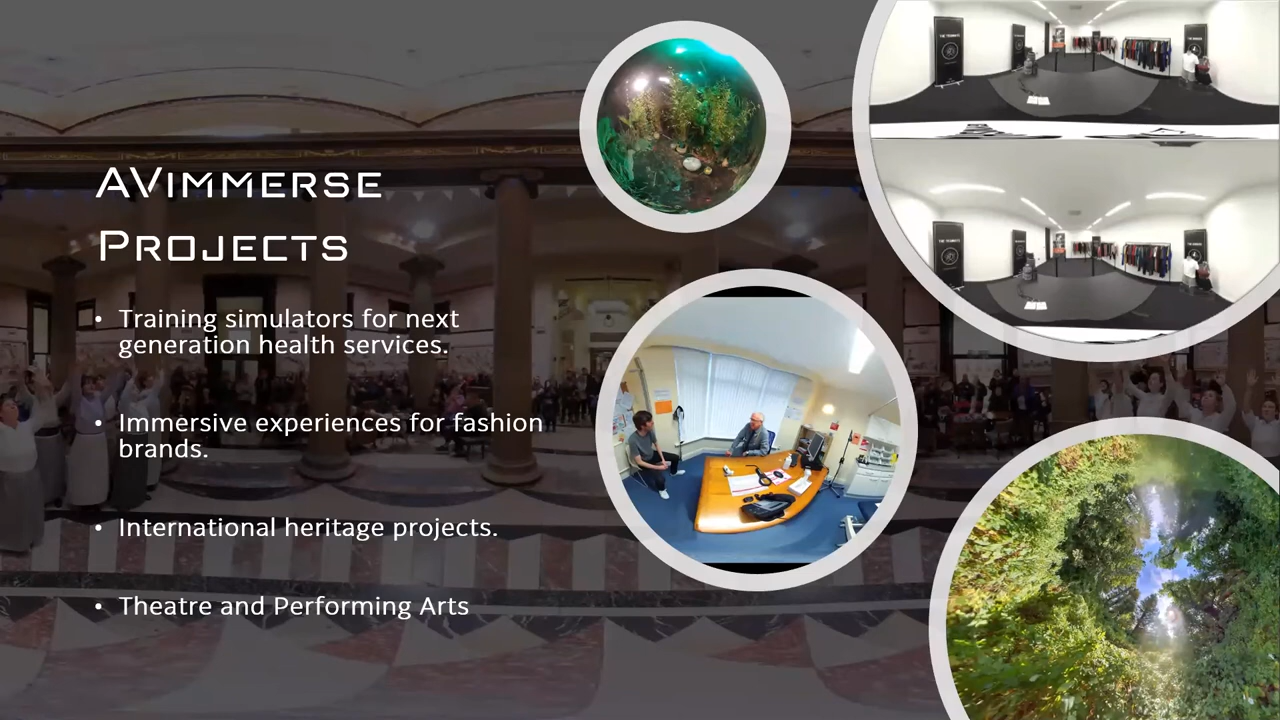 AVimmerse
Projects
• Training simulators for next
generation health services.
• Immersive experiences for fashion
brands.
• International heritage projects.
• Theatre and Performing Arts